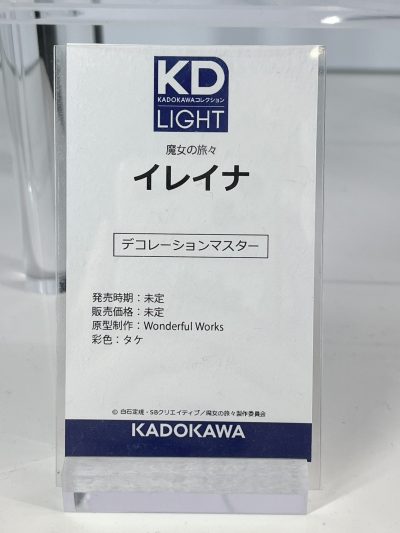 KD
KADOKAWAコレクション
LIGHT
魔女の旅々
イレイナ
デコレーションマスター
発売時期：未定
販売価格：未定
原型制作：Wonderful Works
彩色：タケ
© 白石定規・SBクリエイティブ／魔女の旅々製作委員会
KADOKAWA